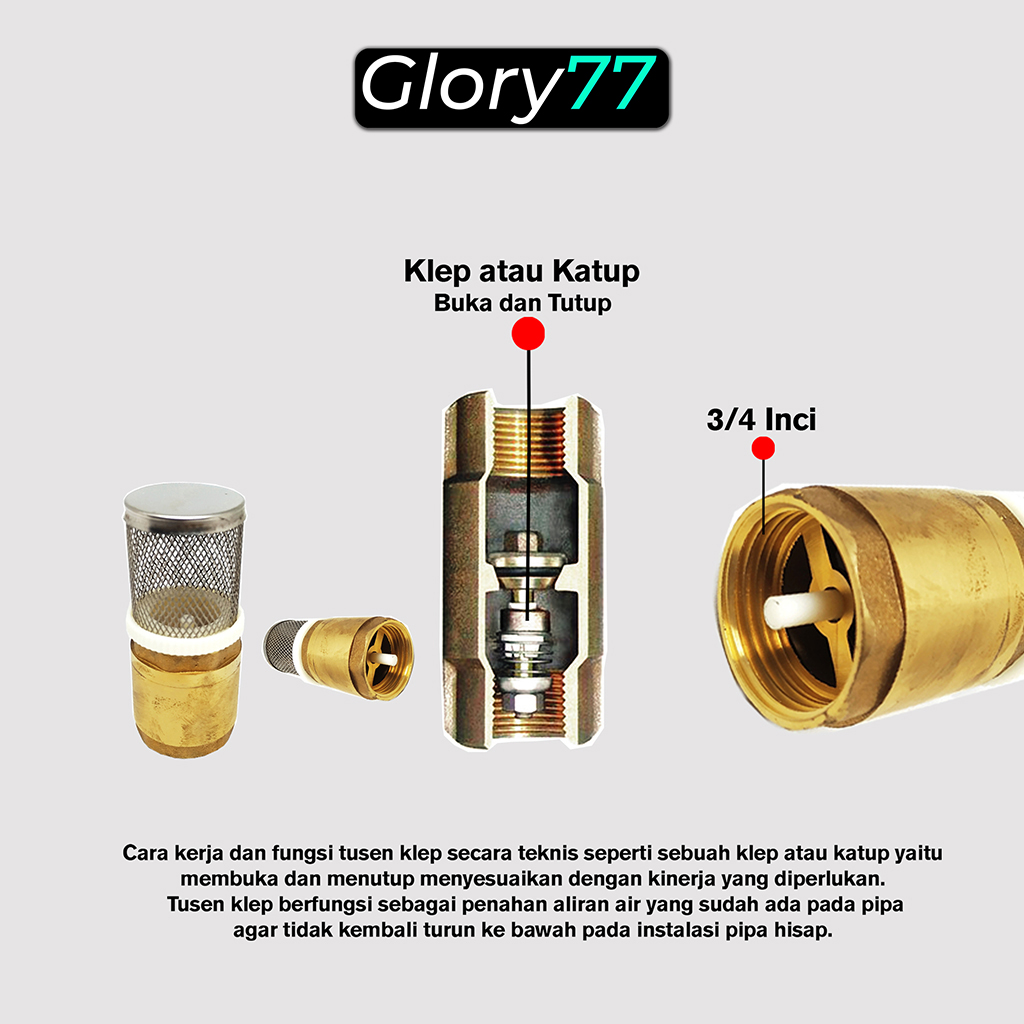 Glory77
Klep atau Katup
Buka dan Tutup
3/4 Inci
Cara kerja dan fungsi tusen klep secara teknis seperti sebuah klep atau katup yaitu
membuka dan menutup menyesuaikan dengan kinerja yang diperlukan.
Tusen klep berfungsi sebagai penahan aliran air yang sudah ada pada pipa
agar tidak kembali turun ke bawah pada instalasi pipa hisap.